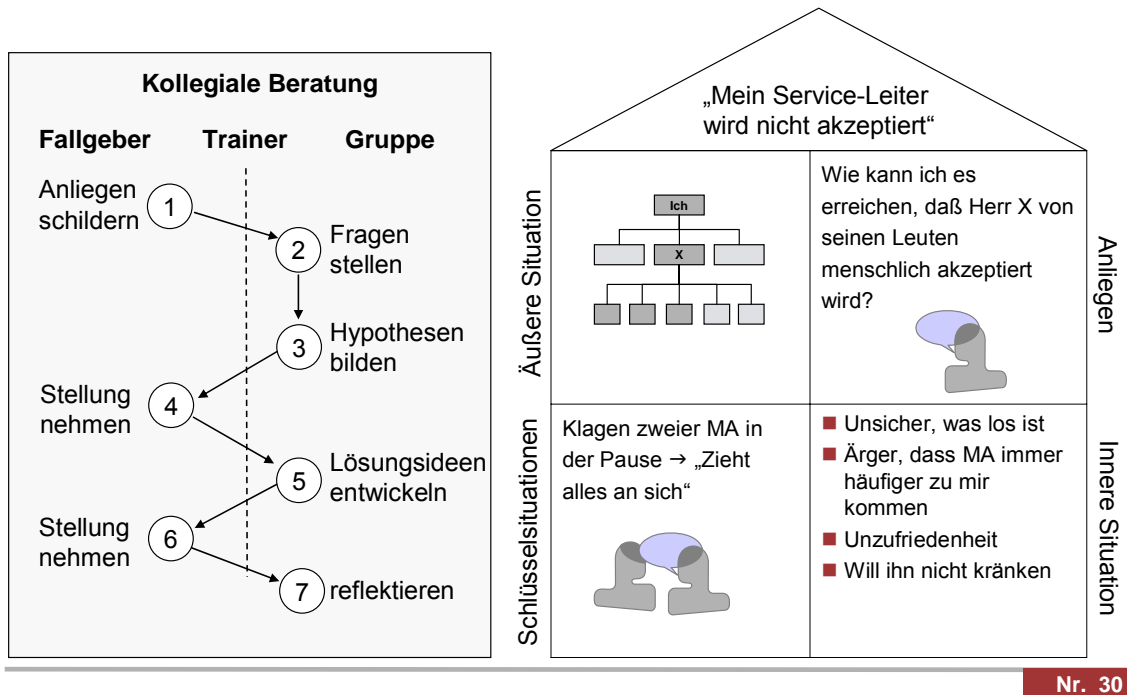 Kollegiale Beratung
Fallgeber Trainer Gruppe
Anliegen
schildern
1
2
Fragen
stellen
3
Hypothesen
bilden
Stellung
nehmen
4
5
Lösungsideen
entwickeln
Stellung
nehmen
6
7
reflektieren
„Mein Service-Leiter
wird nicht akzeptiert“
Äußere Situation
Ich
X
Wie kann ich es
erreichen, daß Herr X von
seinen Leuten
menschlich akzeptiert
wird?
Anliegen
Schlüsselsituationen
Klagen zweier MA in
der Pause → „Zieht
alles an sich“
Unsicher, was los ist
Ärger, dass MA immer
häufiger zu mir
kommen
Unzufriedenheit
Will ihn nicht kränken
Innere Situation
Nr. 30